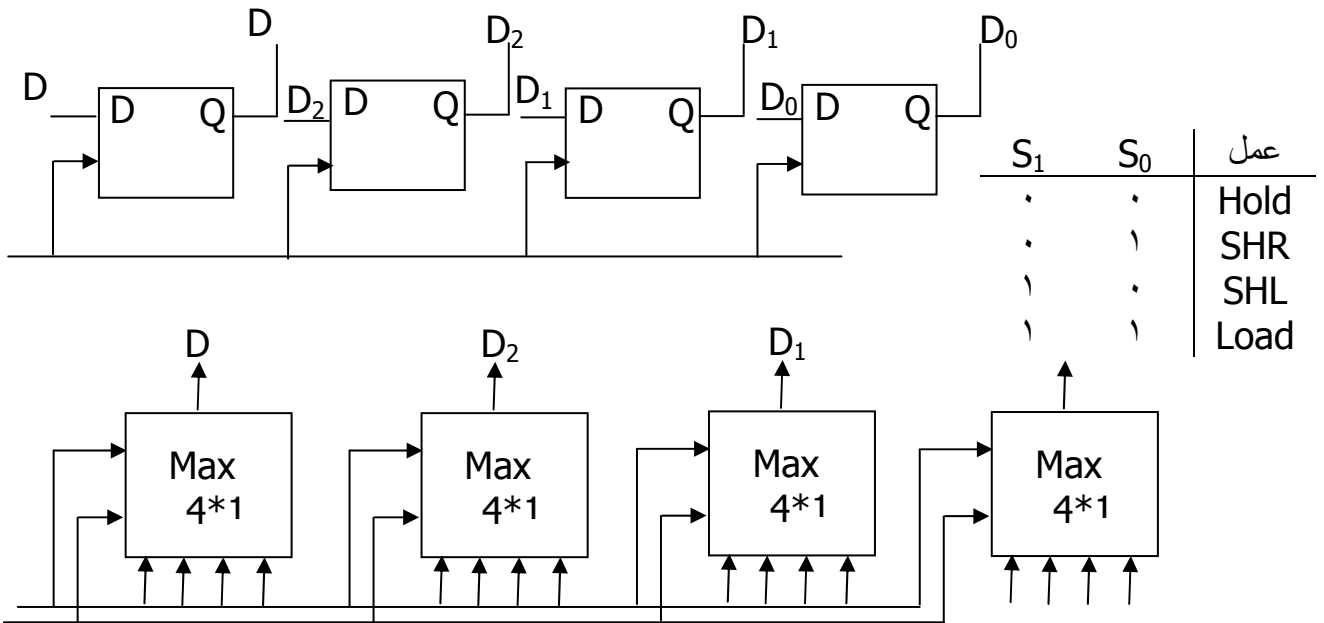 D D₂ D₁ D₀
D D Q D₂ D Q D₁ D Q D₀ D Q
S₁ S₀ عمل
٠ ٠ Hold
٠ ١ SHR
١ ٠ SHL
١ ١ Load
D D₂ D₁
Max Max Max Max
4*1 4*1 4*1 4*1